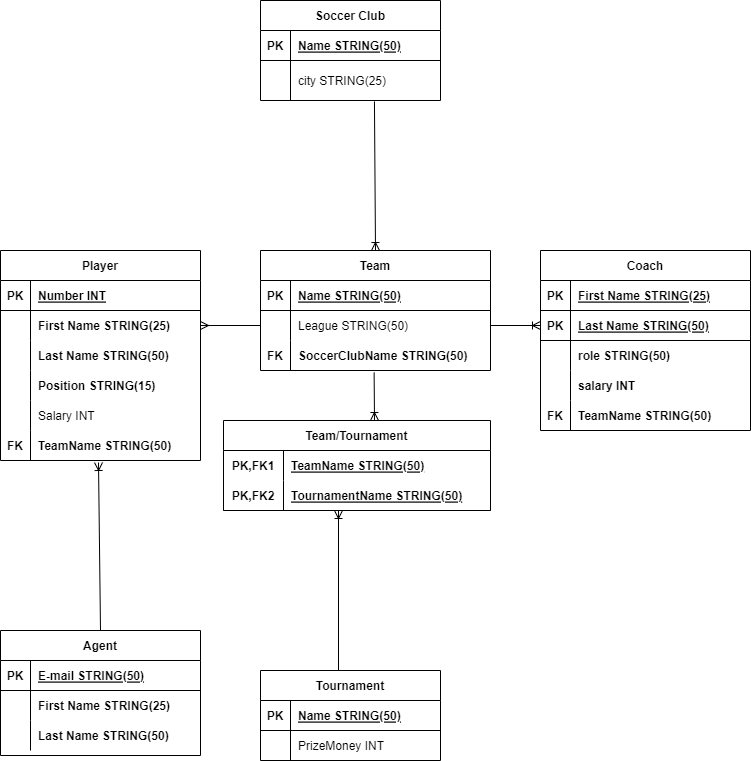 Soccer Club
PK Name STRING(50)
city STRING(25)
Player
PK Number INT
First Name STRING(25)
Last Name STRING(50)
Position STRING(15)
Salary INT
FK TeamName STRING(50)
Team
PK Name STRING(50)
League STRING(50)
FK SoccerClubName STRING(50)
Coach
PK First Name STRING(25)
PK Last Name STRING(50)
role STRING(50)
salary INT
FK TeamName STRING(50)
Team/Tournament
PK,FK1 TeamName STRING(50)
PK,FK2 TournamentName STRING(50)
Agent
PK E-mail STRING(50)
First Name STRING(25)
Last Name STRING(50)
Tournament
PK Name STRING(50)
PrizeMoney INT